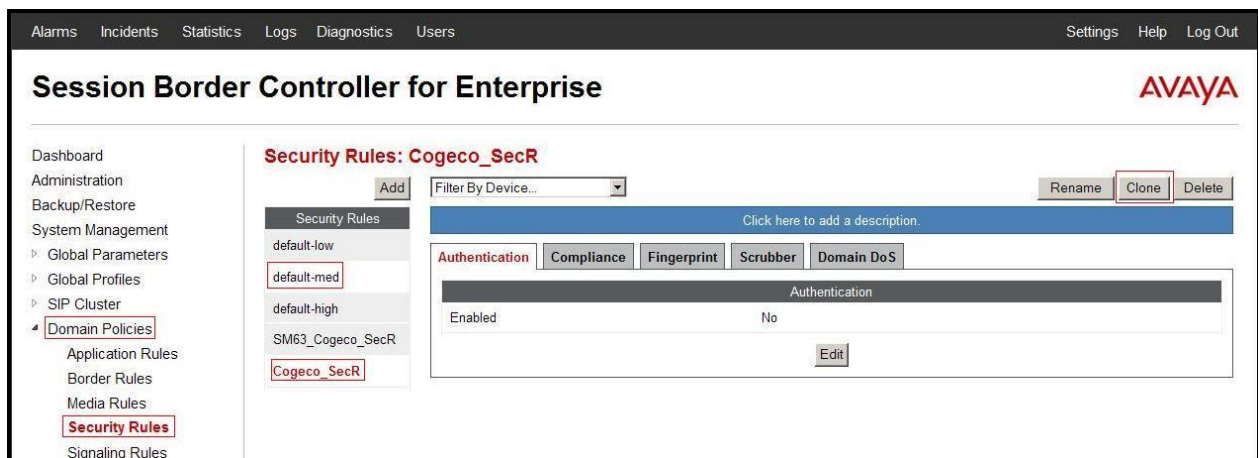 Alarms Incidents Statistics Logs Diagnostics Users Settings Help Log Out
Session Border Controller for Enterprise
AVAYA
Dashboard
Administration
Backup/Restore
System Management
Global Parameters
Global Profiles
SIP Cluster
Domain Policies
Application Rules
Border Rules
Media Rules
Security Rules
Signaling Rules
Security Rules: Cogeco_SecR
Add
Filter By Device...
Rename Clone Delete
Security Rules
default-low
default-med
default-high
SM63_Cogeco_SecR
Cogeco_SecR
Click here to add a description.
Authentication Compliance Fingerprint Scrubber Domain DoS
Authentication
Enabled No
Edit